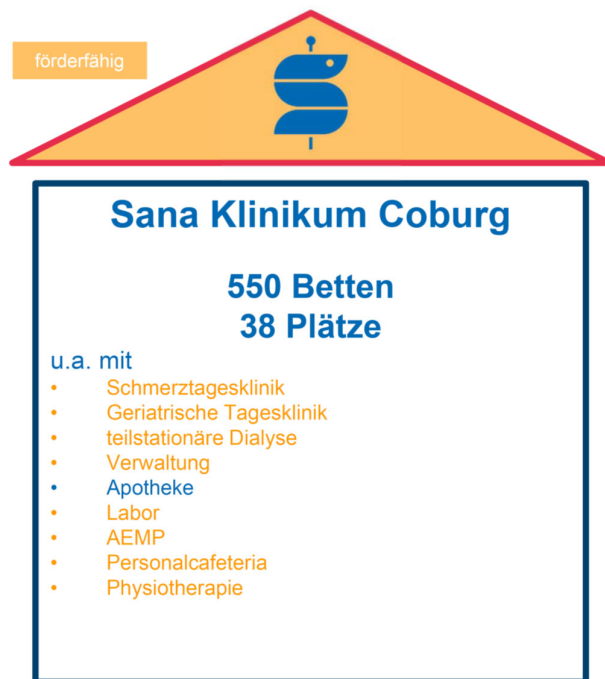 förderfähig
Sana Klinikum Coburg
550 Betten
38 Plätze
u.a. mit
• Schmerztagesklinik
• Geriatrische Tagesklinik
• teilstationäre Dialyse
• Verwaltung
• Apotheke
• Labor
• AEMP
• Personalcafeteria
• Physiotherapie